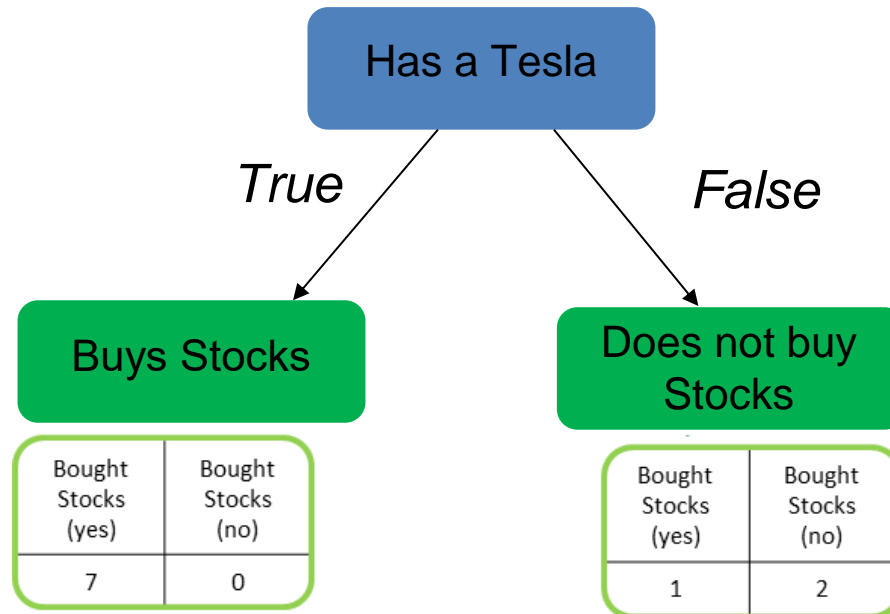 Has a Tesla
True
False
Buys Stocks
Does not buy
Stocks
Bought
Stocks
(yes)
Bought
Stocks
(no)
7
0
Bought
Stocks
(yes)
Bought
Stocks
(no)
1
2